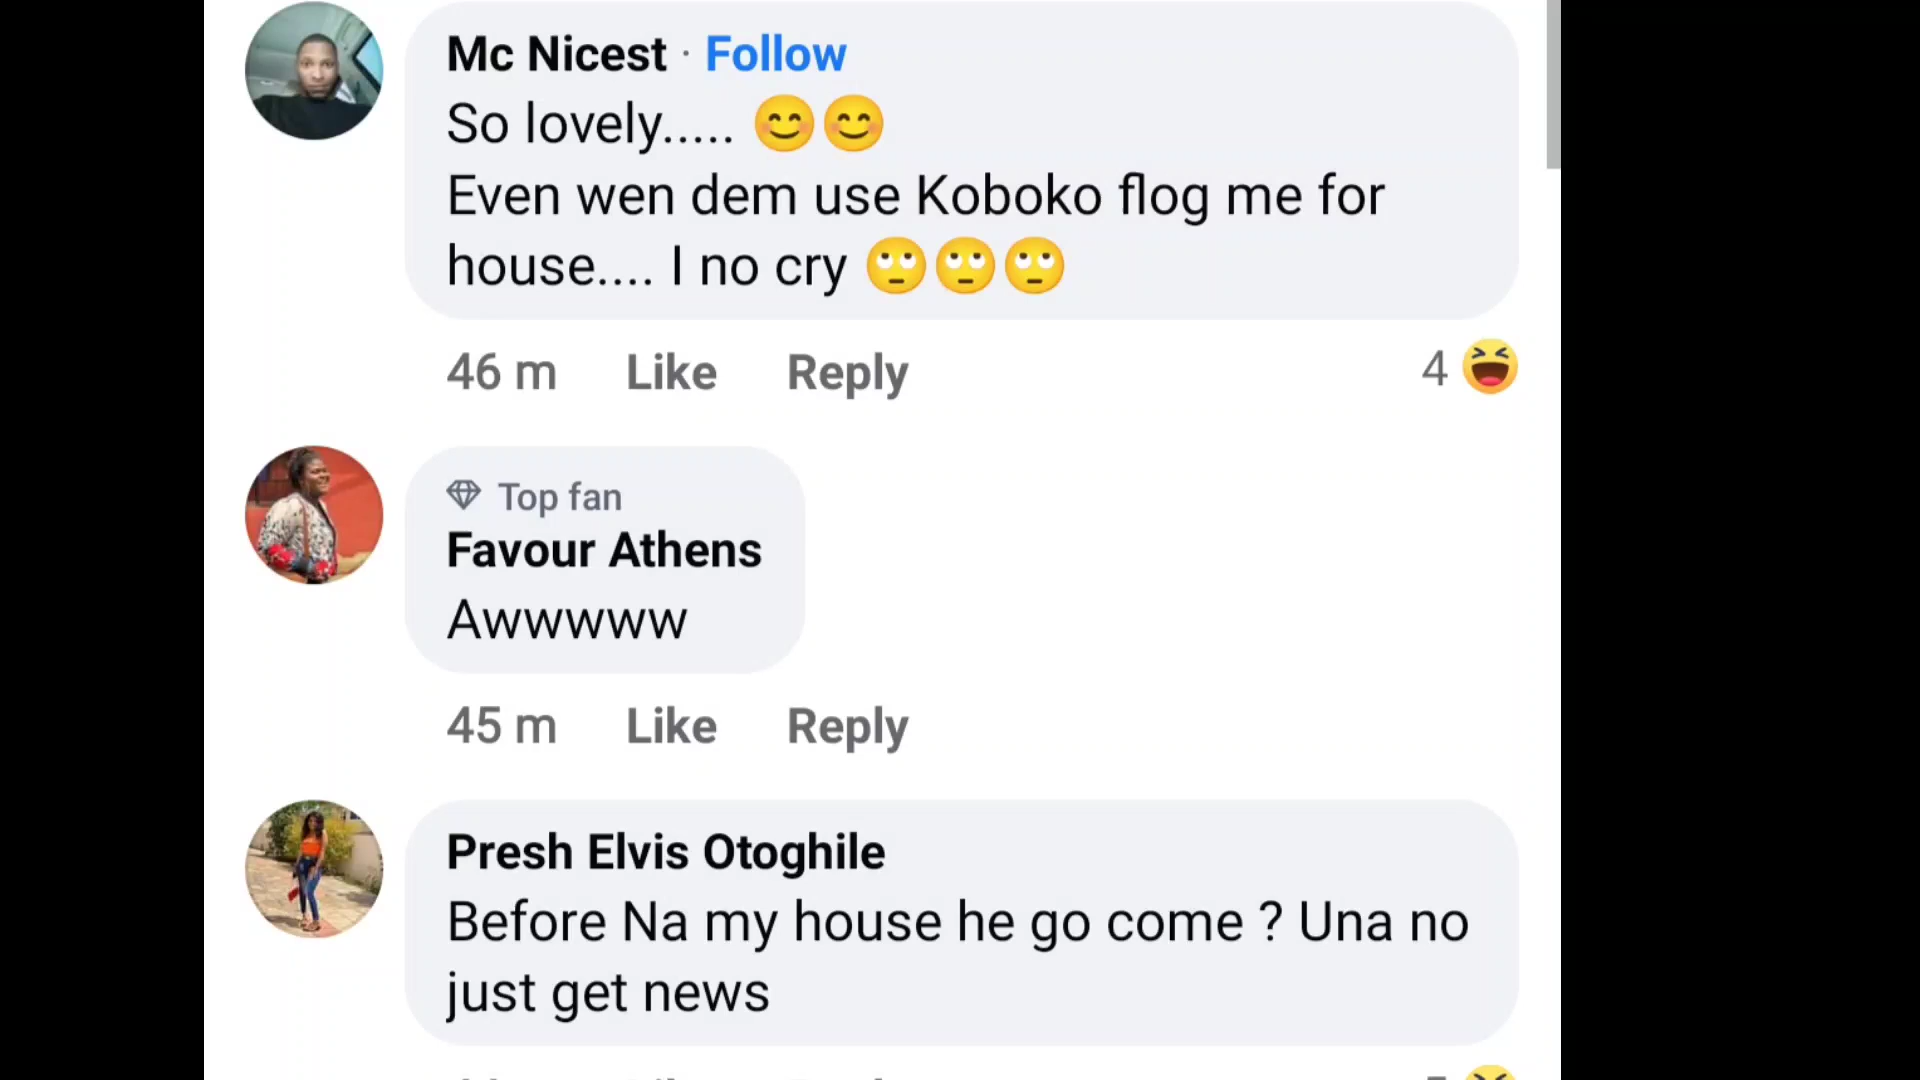 Mc Nicest · Follow
So lovely..... 😊😊
Even wen dem use Koboko flog me for
house.... I no cry 🙄🙄🙄
46 m Like Reply 4 😆
Top fan
Favour Athens
Awwwww
45 m Like Reply
Presh Elvis Otoghile
Before Na my house he go come ? Una no
just get news